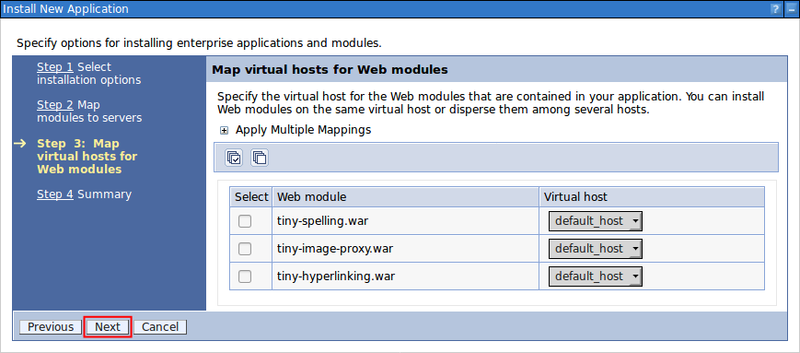 Install New Application
?
Specify options for installing enterprise applications and modules.
Step 1 Select
installation options
Step 2 Map
modules to servers
Step 3: Map
virtual hosts for
Web modules
Step 4 Summary
Map virtual hosts for Web modules
Specify the virtual host for the Web modules that are contained in your application. You can install
Web modules on the same virtual host or disperse them among several hosts.
Apply Multiple Mappings
Select Web module Virtual host
tiny-spelling.war default_host
tiny-image-proxy.war default_host
tiny-hyperlinking.war default_host
Previous Next Cancel